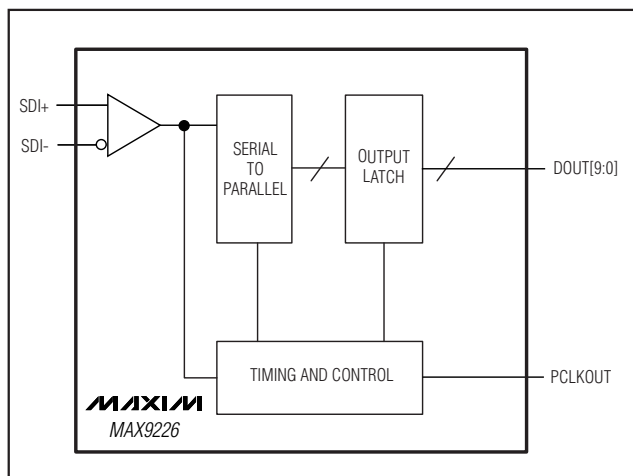 SDI+
SDI-
SERIAL
TO
PARALLEL
OUTPUT
LATCH
DOUT[9:0]
TIMING AND CONTROL
PCLKOUT
MAXIM
MAX9226